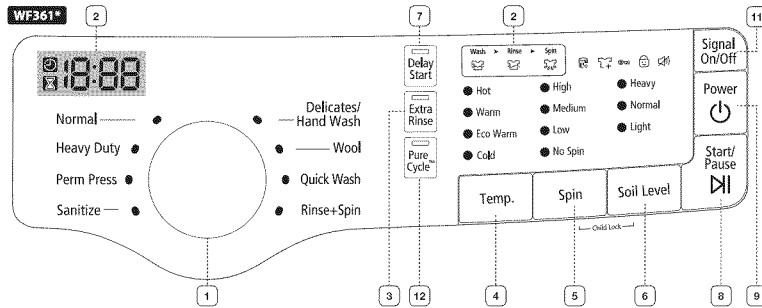 WF361*
2
7
2
11
Wash > Rinse > Spin
Signal
On/Off
18:88
Delay
Start
Hot
High
Heavy
Power
Normal
Delicates/
Hand Wash
Extra
Rinse
Warm
Medium
Normal
Heavy Duty
Wool
Eco Warm
Low
Light
Perm Press
Quick Wash
Pure
Cycle™
Cold
No Spin
Start/
Pause
Sanitize
Rinse+Spin
Temp.
Spin
Soil Level
Child Lock
1
3
12
4
5
6
8
9